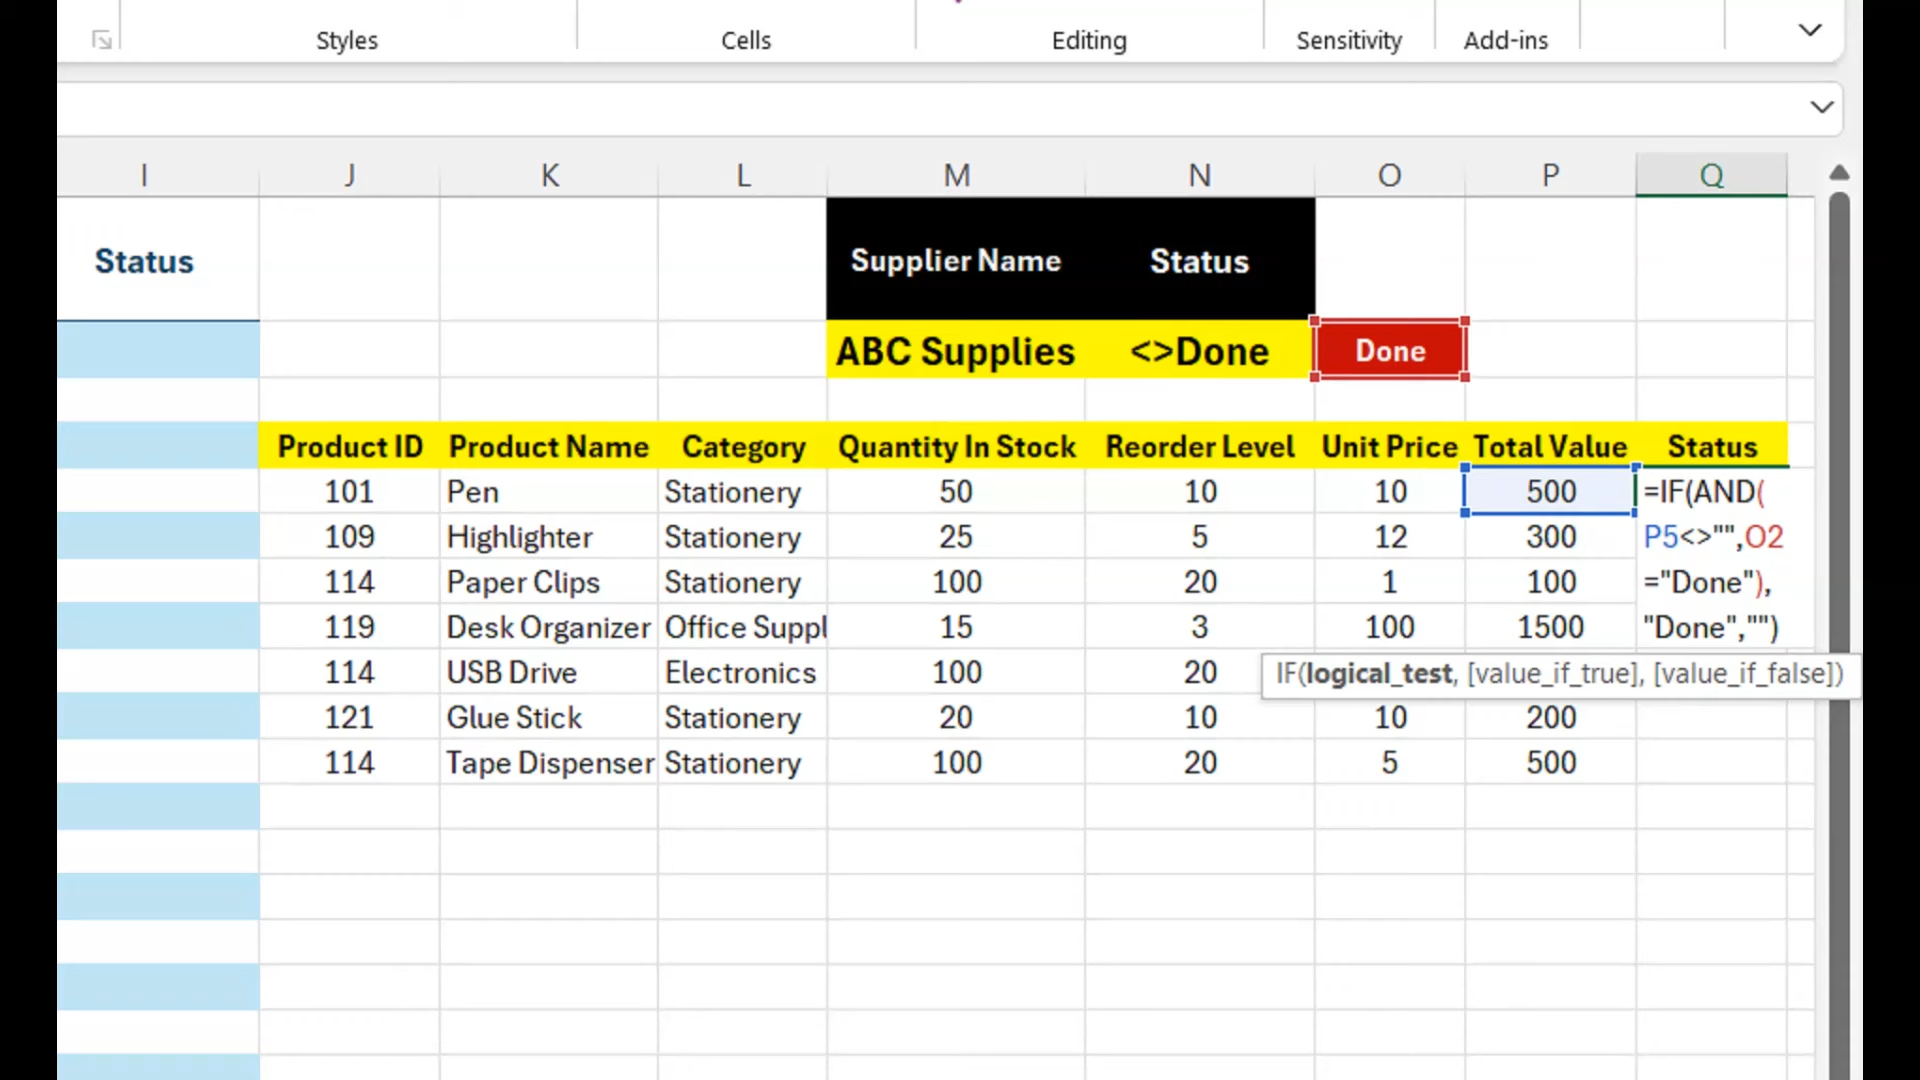 Styles Cells Editing Sensitivity Add-ins
I J K L M N O P Q
Status Supplier Name Status
ABC Supplies <>Done Done
Product ID Product Name Category Quantity In Stock Reorder Level Unit Price Total Value Status
101 Pen Stationery 50 10 10 500 =IF(AND(
109 Highlighter Stationery 25 5 12 300 P5<>"",O2
114 Paper Clips Stationery 100 20 1 100 ="Done"),
119 Desk Organizer Office Suppl 15 3 100 1500 "Done","")
114 USB Drive Electronics 100 20 IF(logical_test, [value_if_true], [value_if_false])
121 Glue Stick Stationery 20 10 10 200
114 Tape Dispenser Stationery 100 20 5 500